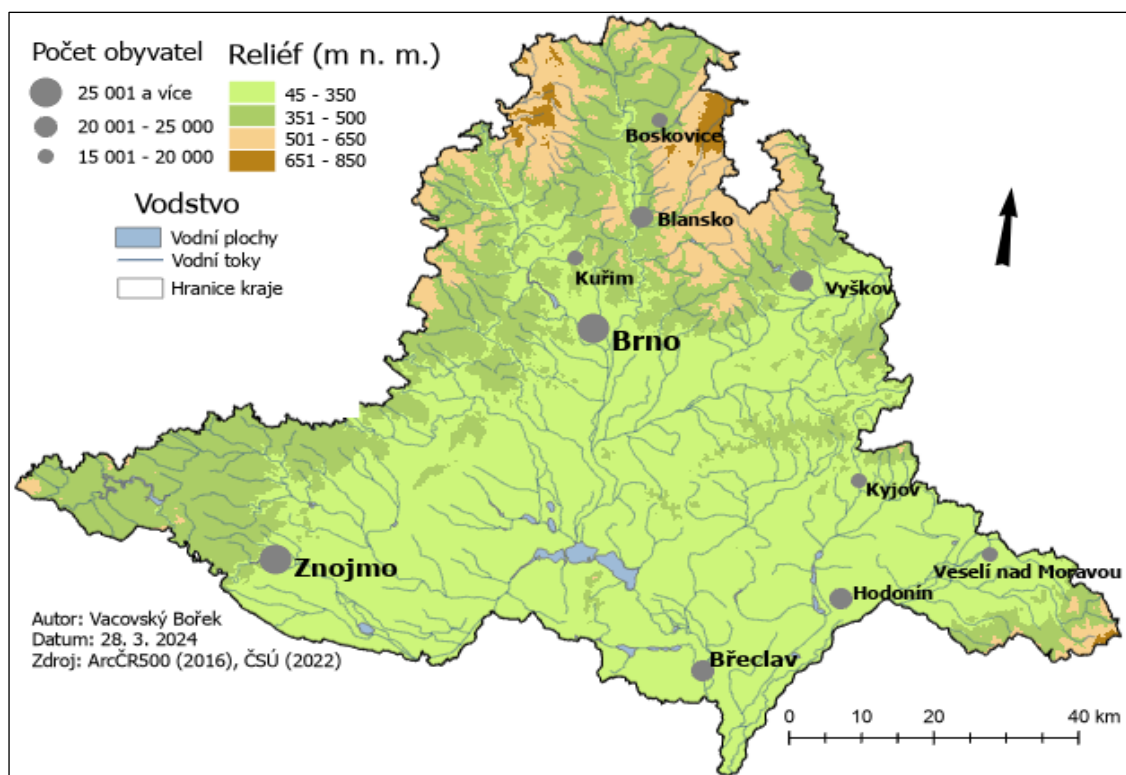 Počet obyvatel
25 001 a více
20 001 - 25 000
15 001 - 20 000
Reliéf (m n. m.)
45 - 350
351 - 500
501 - 650
651 - 850
Vodstvo
Vodní plochy
Vodní toky
Hranice kraje
Boskovice
Blansko
Kuřim
Vyškov
Brno
Kyjov
Znojmo
Veselí nad Moravou
Hodonín
Břeclav
Autor: Vacovský Bořek
Datum: 28. 3. 2024
Zdroj: ArcČR500 (2016), ČSÚ (2022)
0 10 20 40 km